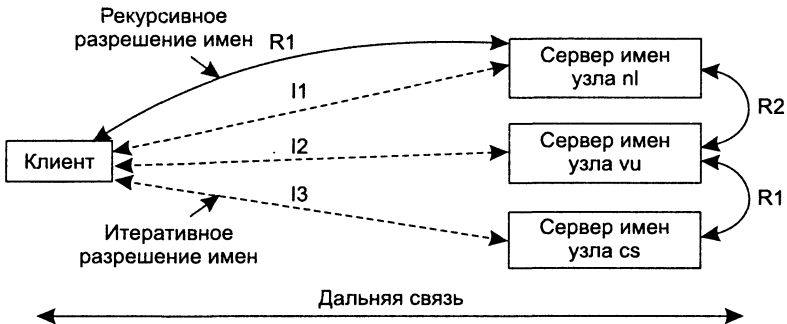 Рекурсивное
разрешение имен
R1
Сервер имен
узла nl
I1
R2
I2
Клиент
Сервер имен
узла vu
I3
R1
Итеративное
разрешение имен
Сервер имен
узла cs
Дальняя связь